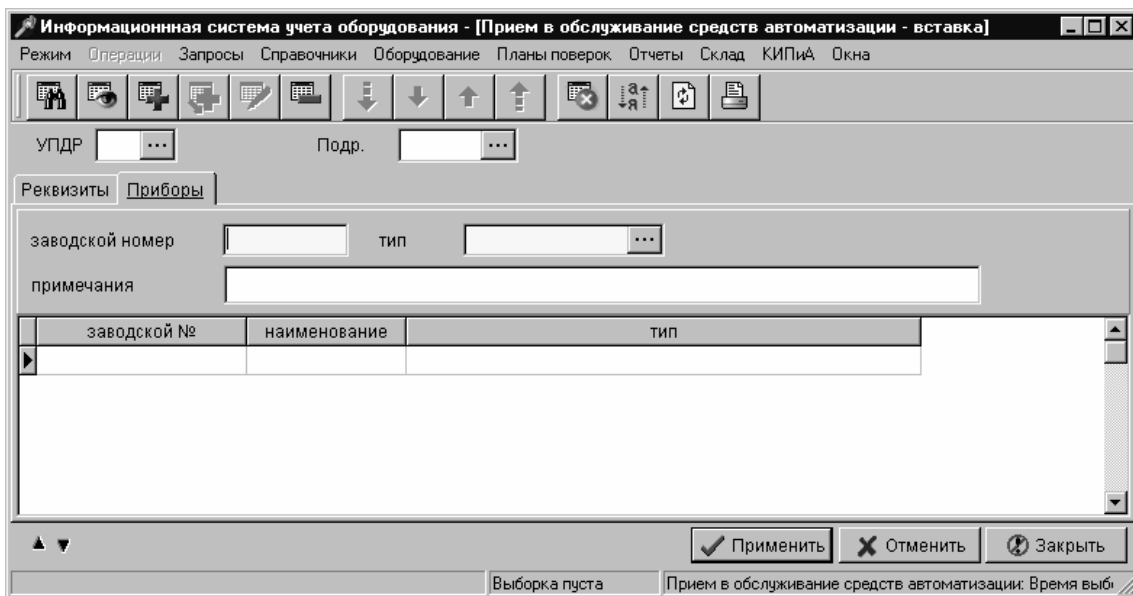 Информационнная система учета оборудования - [Прием в обслуживание средств автоматизации - вставка]
Режим Операции Запросы Справочники Оборудование Планы поверок Отчеты Склад КИПиА Окна
а я
УПДР ... Подр. ...
Реквизиты Приборы
заводской номер тип ...
примечания
заводской № наименование тип
Применить Отменить Закрыть
Выборка пуста Прием в обслуживание средств автоматизации: Время выб